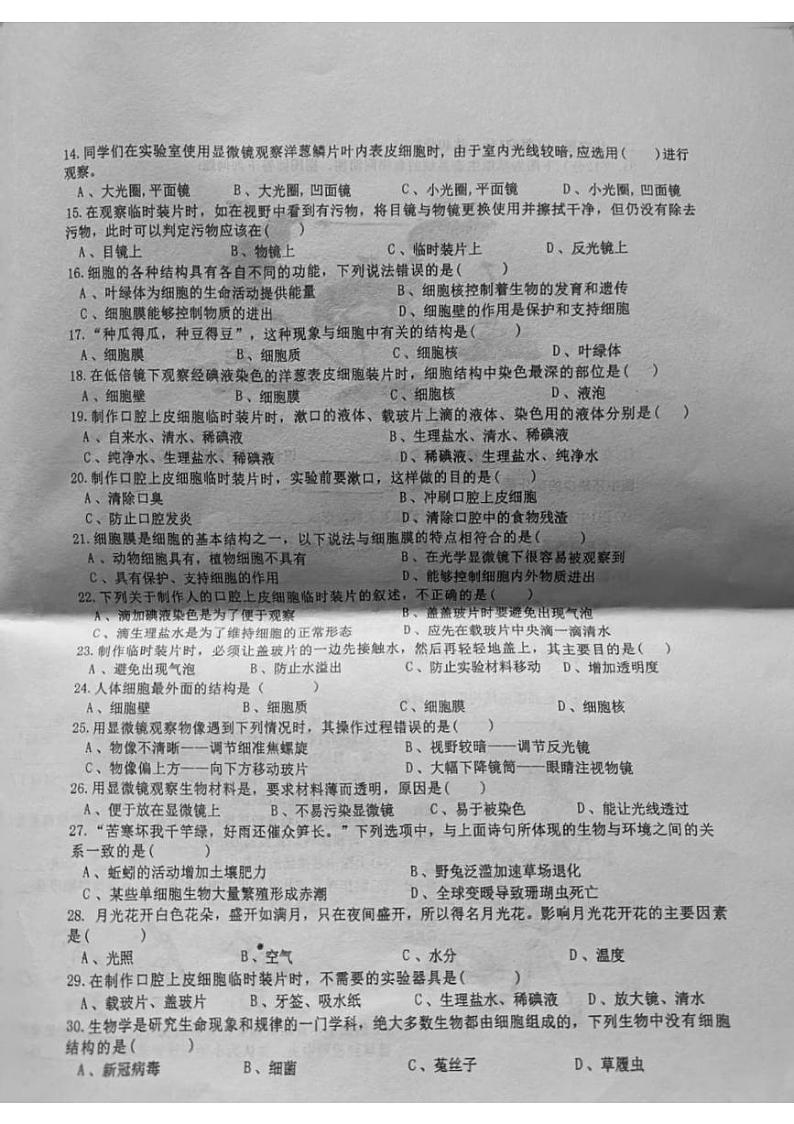 14.同学们在实验室使用显微镜观察洋葱鳞片叶内表皮细胞时，由于室内光线较暗,应选用(　　)进行
观察。
A、大光圈,平面镜　　B、大光圈,凹面镜　　C、小光圈,平面镜　　D、小光圈,凹面镜
15.在观察临时装片时，如在视野中看到有污物，将目镜与物镜更换使用并擦拭干净，但仍没有除去
污物，此时可以判定污物应该在(　　)
A、目镜上　　B、物镜上　　C、临时装片上　　D、反光镜上
16.细胞的各种结构具有各自不同的功能，下列说法错误的是(　　)
A、叶绿体为细胞的生命活动提供能量　　B、细胞核控制着生物的发育和遗传
C、细胞膜能够控制物质的进出　　D、细胞壁的作用是保护和支持细胞
17.“种瓜得瓜，种豆得豆”，这种现象与细胞中有关的结构是(　　)
A、细胞膜　　B、细胞质　　C、细胞核　　D、叶绿体
18.在低倍镜下观察经碘液染色的洋葱表皮细胞装片时，细胞结构中染色最深的部位是(　　)
A、细胞壁　　B、细胞膜　　C、细胞核　　D、液泡
19.制作口腔上皮细胞临时装片时，漱口的液体、载玻片上滴的液体、染色用的液体分别是(　　)
A、自来水、清水、稀碘液　　B、生理盐水、清水、稀碘液
C、纯净水、生理盐水、稀碘液　　D、稀碘液、生理盐水、纯净水
20.制作口腔上皮细胞临时装片时，实验前要漱口，这样做的目的是(　　)
A、清除口臭　　B、冲刷口腔上皮细胞
C、防止口腔发炎　　D、清除口腔中的食物残渣
21.细胞膜是细胞的基本结构之一，以下说法与细胞膜的特点相符合的是(　　)
A、动物细胞具有，植物细胞不具有　　B、在光学显微镜下很容易被观察到
C、具有保护、支持细胞的作用　　D、能够控制细胞内外物质进出
22.下列关于制作人的口腔上皮细胞临时装片的叙述，不正确的是(　　)
A、滴加碘液染色是为了便于观察　　B、盖盖玻片时要避免出现气泡
C、滴生理盐水是为了维持细胞的正常形态　　D、应先在载玻片中央滴一滴清水
23.制作临时装片时，必须让盖玻片的一边先接触水，然后再轻轻地盖上，其主要目的是(　　)
A、避免出现气泡　　B、防止水溢出　　C、防止实验材料移动　　D、增加透明度
24.人体细胞最外面的结构是(　　)
A、细胞壁　　B、细胞质　　C、细胞膜　　D、细胞核
25.用显微镜观察物像遇到下列情况时，其操作过程错误的是(　　)
A、物像不清晰——调节细准焦螺旋　　B、视野较暗——调节反光镜
C、物像偏上方——向下方移动玻片　　D、大幅下降镜筒——眼睛注视物镜
26.用显微镜观察生物材料是，要求材料薄而透明，原因是(　　)
A、便于放在显微镜上　　B、不易污染显微镜　　C、易于被染色　　D、能让光线透过
27.“苦寒坏我千竿绿，好雨还催众笋长。”下列选项中，与上面诗句所体现的生物与环境之间的关
系一致的是(　　)
A、蚯蚓的活动增加土壤肥力　　B、野兔泛滥加速草场退化
C、某些单细胞生物大量繁殖形成赤潮　　D、全球变暖导致珊瑚虫死亡
28. 月光花开白色花朵，盛开如满月，只在夜间盛开，所以得名月光花。影响月光花开花的主要因素
是(　　)
A、光照　　B、空气　　C、水分　　D、温度
29.在制作口腔上皮细胞临时装片时，不需要的实验器具是(　　)
A、载玻片、盖玻片　　B、牙签、吸水纸　　C、生理盐水、稀碘液　　D、放大镜、清水
30.生物学是研究生命现象和规律的一门学科，绝大多数生物都由细胞组成的，下列生物中没有细胞
结构的是(　　)
A、新冠病毒　　B、细菌　　C、菟丝子　　D、草履虫